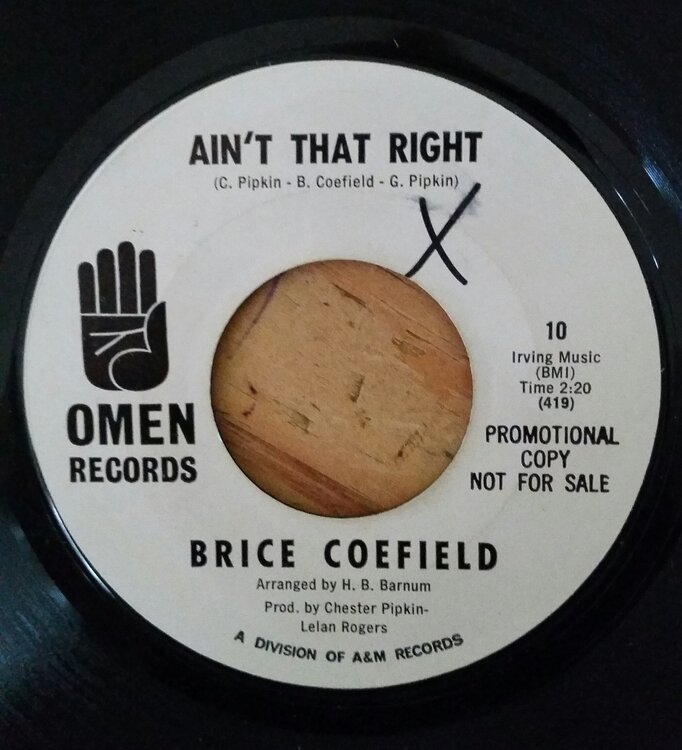 AIN'T THAT RIGHT
(C. Pipkin - B. Coefield - G. Pipkin)
X
OMEN
RECORDS
10
Irving Music
(BMI)
Time 2:20
(419)
PROMOTIONAL
COPY
NOT FOR SALE
BRICE COEFIELD
Arranged by H. B. Barnum
Prod. by Chester Pipkin-
Lelan Rogers
A DIVISION OF A&M RECORDS